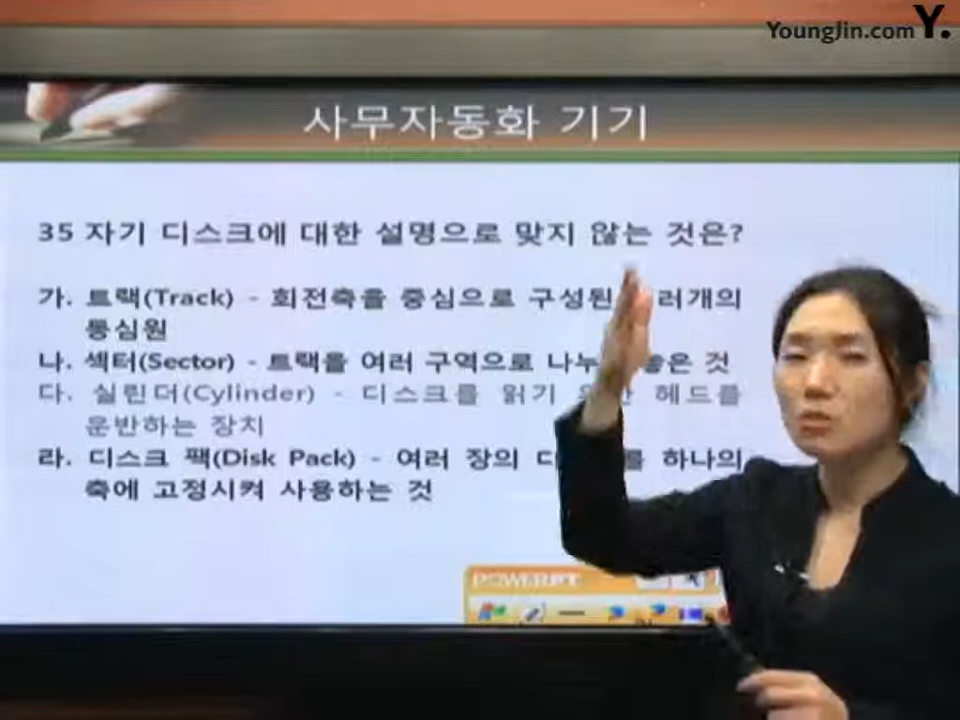 YoungJin.com Y.
사무자동화 기기
35 자기 디스크에 대한 설명으로 맞지 않는 것은?
가. 트랙(Track) - 회전축을 중심으로 구성된 러개의
동심원
나. 섹터(Sector) - 트랙을 여러 구역으로 나누 놓은 것
다. 실린더(Cylinder) - 디스크를 읽기 헤드를
운반하는 장치
라. 디스크 팩(Disk Pack) - 여러 장의 디 를 하나의
축에 고정시켜 사용하는 것
POWERPT